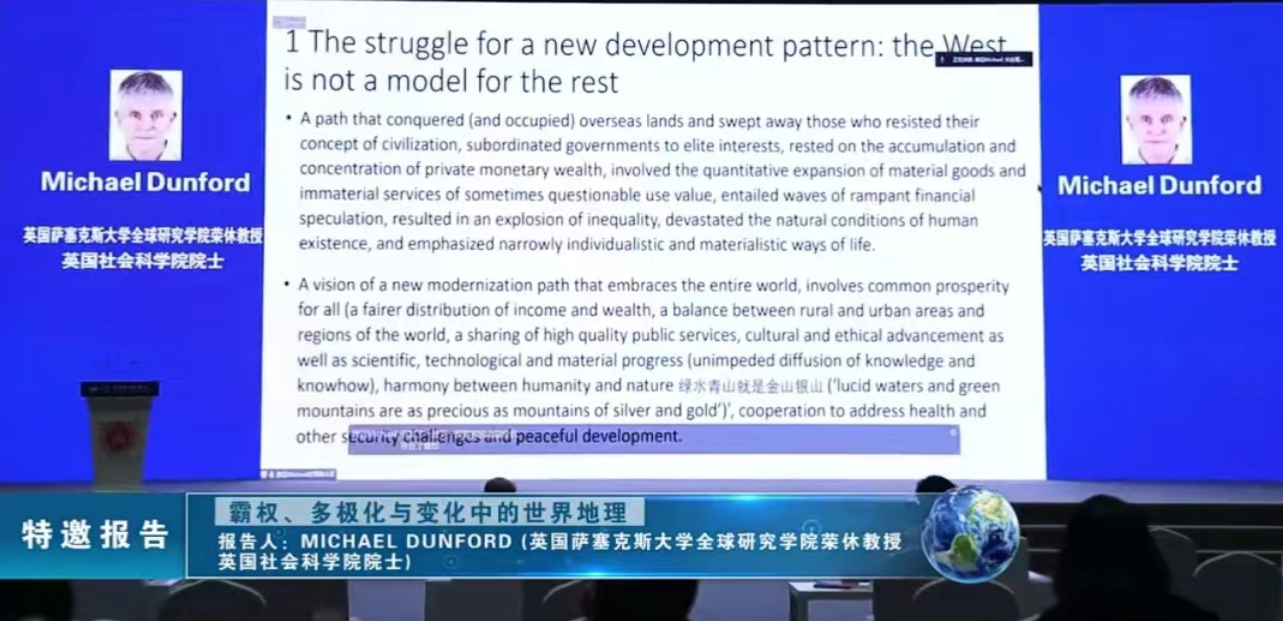 1 The struggle for a new development pattern: the West
is not a model for the rest
• A path that conquered (and occupied) overseas lands and swept away those who resisted their
concept of civilization, subordinated governments to elite interests, rested on the accumulation and
concentration of private monetary wealth, involved the quantitative expansion of material goods and
immaterial services of sometimes questionable use value, entailed waves of rampant financial
speculation, resulted in an explosion of inequality, devastated the natural conditions of human
existence, and emphasized narrowly individualistic and materialistic ways of life.
• A vision of a new modernization path that embraces the entire world, involves common prosperity
for all (a fairer distribution of income and wealth, a balance between rural and urban areas and
regions of the world, a sharing of high quality public services, cultural and ethical advancement as
well as scientific, technological and material progress (unimpeded diffusion of knowledge and
knowhow), harmony between humanity and nature 绿水青山就是金山银山 ('lucid waters and green
mountains are as precious as mountains of silver and gold')', cooperation to address health and
other security challenges and peaceful development.
Michael Dunford
英国萨塞克斯大学全球研究学院荣休教授
英国社会科学院院士
Michael Dunford
英国萨塞克斯大学全球研究学院荣休教授
英国社会科学院院士
特邀报告
霸权、多极化与变化中的世界地理
报告人：MICHAEL DUNFORD (英国萨塞克斯大学全球研究学院荣休教授
英国社会科学院院士)